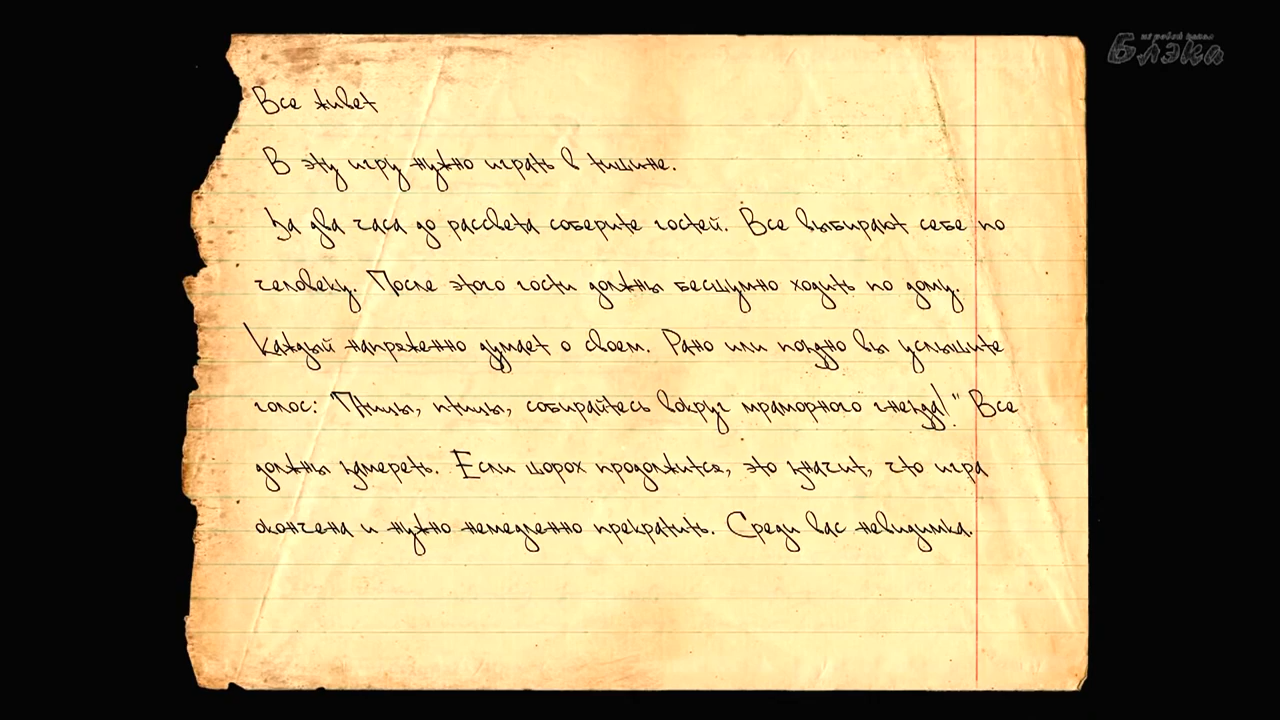 игровой канал
Блэка
Все живет
В эту игру нужно играть в тишине.
За два часа до рассвета соберите гостей. Все выбирают себе по
человеку. После этого гости должны бесшумно ходить по дому.
Каждый напряженно думает о своем. Рано или поздно вы услышите
голос: "Птицы, птицы, собирайтесь вокруг мраморного гнезда!" Все
должны замереть. Если шорох продолжится, это значит, что игра
окончена и нужно немедленно прекратить. Среди вас невидимка.